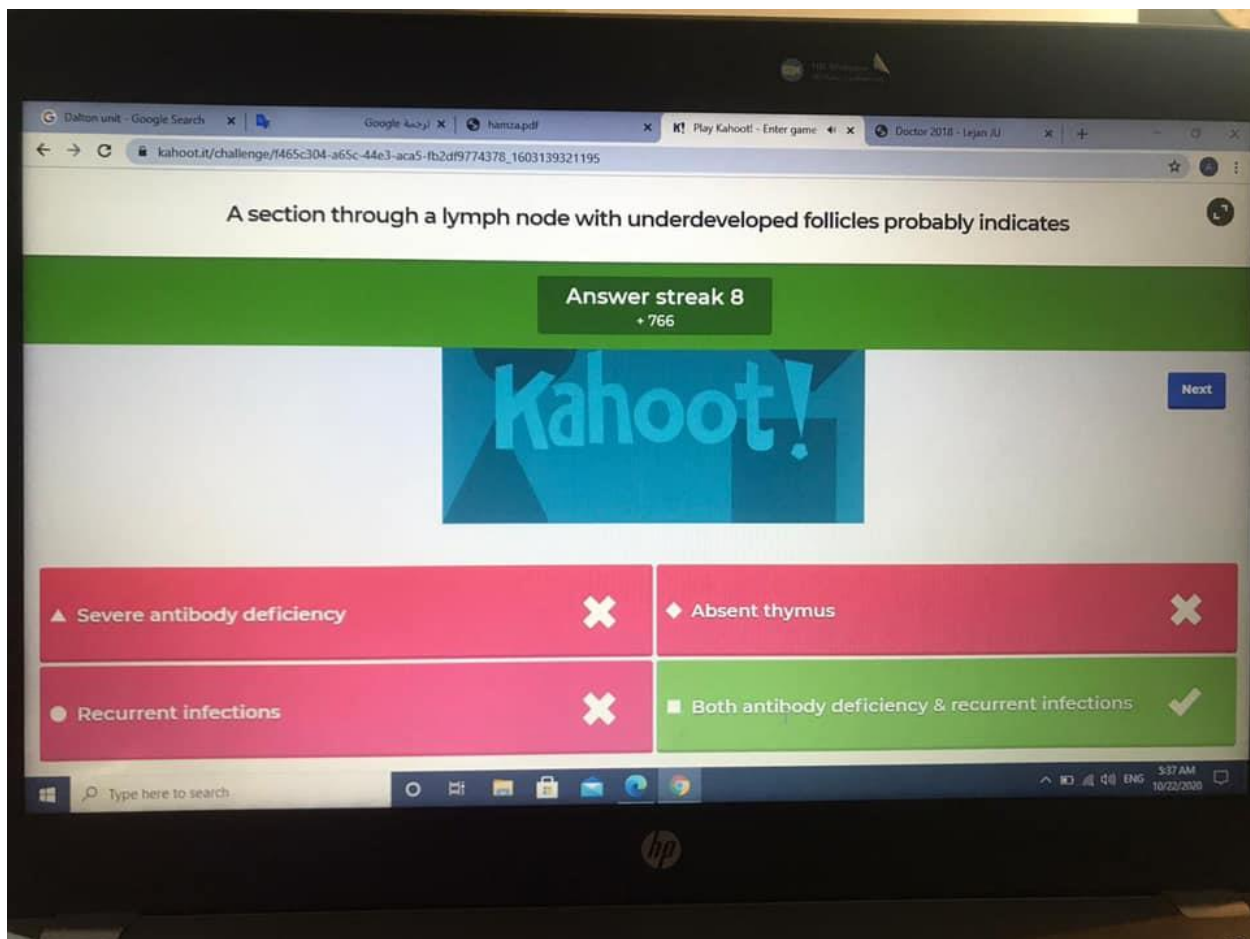 Dalton unit - Google Search
Google ترجمة
hamza.pdf
Play Kahoot! - Enter game
Doctor 2018 - Lejan JU
kahoot.it/challenge/f465c304-a65c-44e3-aca5-fb2df9774378_1603139321195
A section through a lymph node with underdeveloped follicles probably indicates
Answer streak 8
+ 766
Kahoot!
Next
Severe antibody deficiency
Absent thymus
Recurrent infections
Both antibody deficiency & recurrent infections
Type here to search
ENG
5:37 AM
10/22/2020
hp